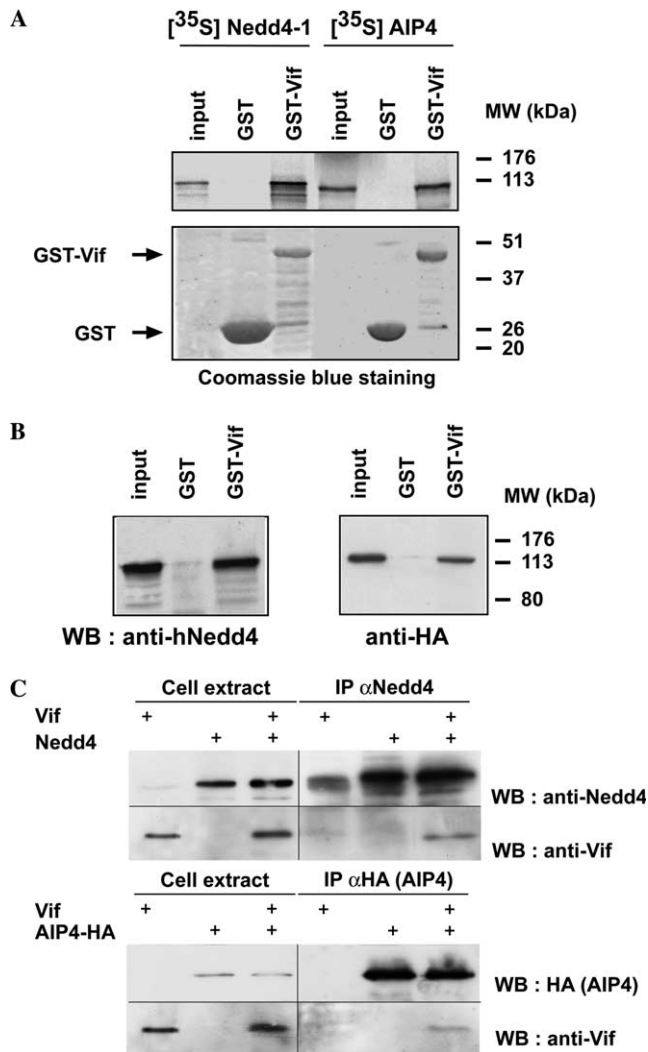 A
[35S] Nedd4-1 [35S] AIP4
input GST GST-Vif input GST GST-Vif
MW (kDa)
176
113
51
GST-Vif
37
GST
26
20
Coomassie blue staining
B
input GST GST-Vif input GST GST-Vif
MW (kDa)
176
113
80
WB : anti-hNedd4 anti-HA
C
Cell extract IP αNedd4
Vif + + + +
Nedd4 + + + +
WB : anti-Nedd4
WB : anti-Vif
Cell extract IP αHA (AIP4)
Vif + + + +
AIP4-HA + + + +
WB : HA (AIP4)
WB : anti-Vif